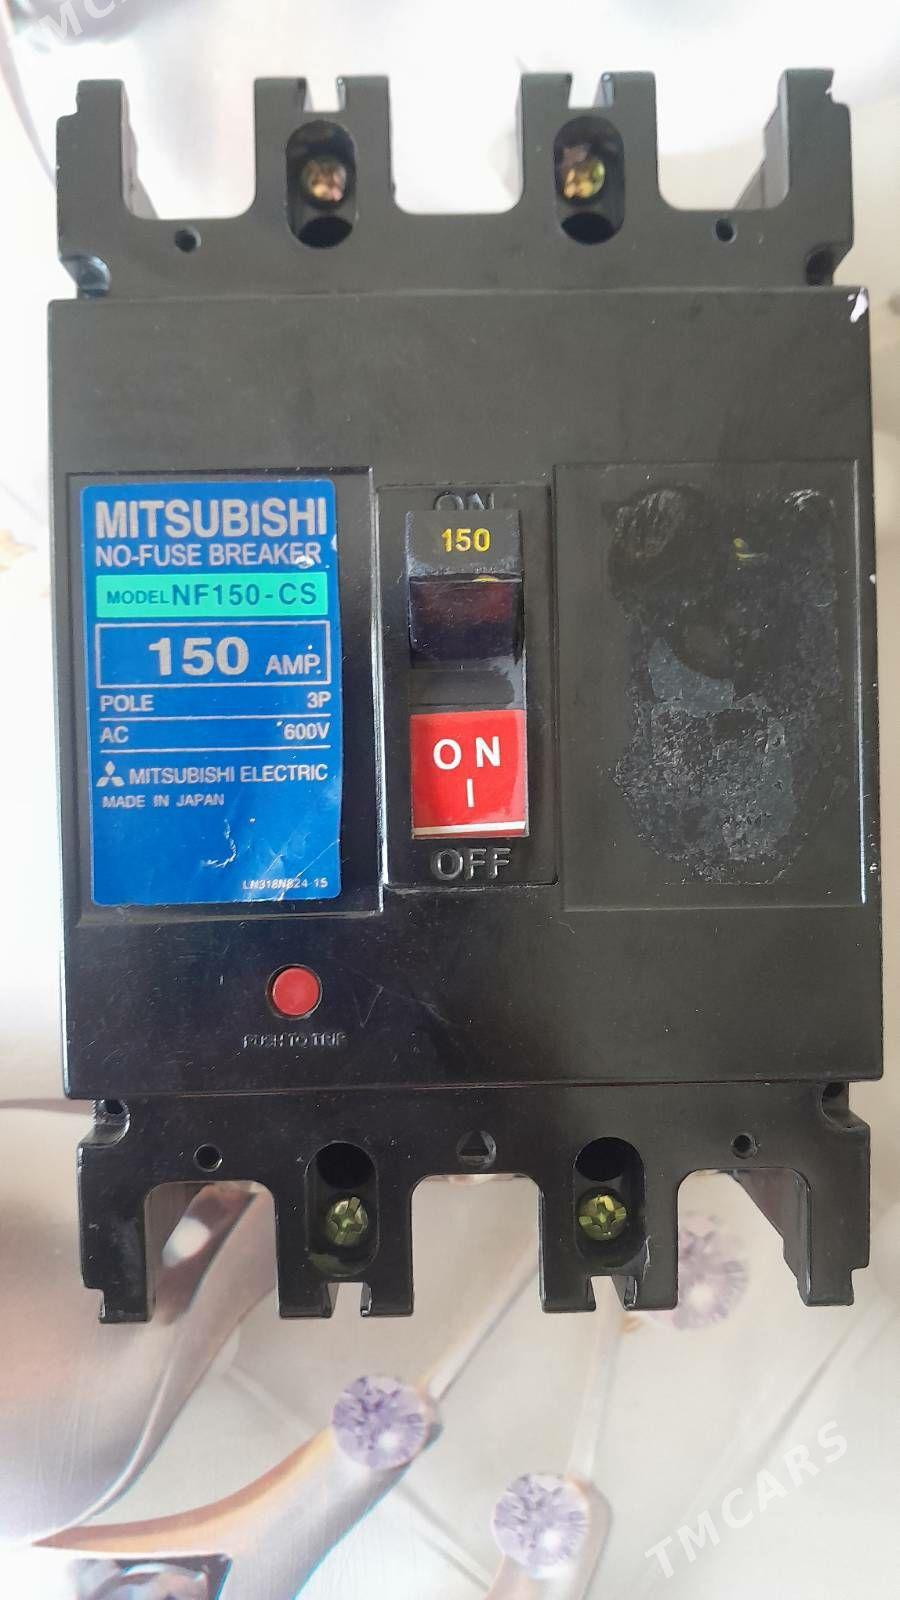 TMCARS
MITSUBISHI
NO-FUSE BREAKER
MODEL NF150-CS
150 AMP.
POLE 3P
AC 600V
MITSUBISHI ELECTRIC
MADE IN JAPAN
ON
150
ON
I
OFF
PUSH TO TRIP
TMCARS